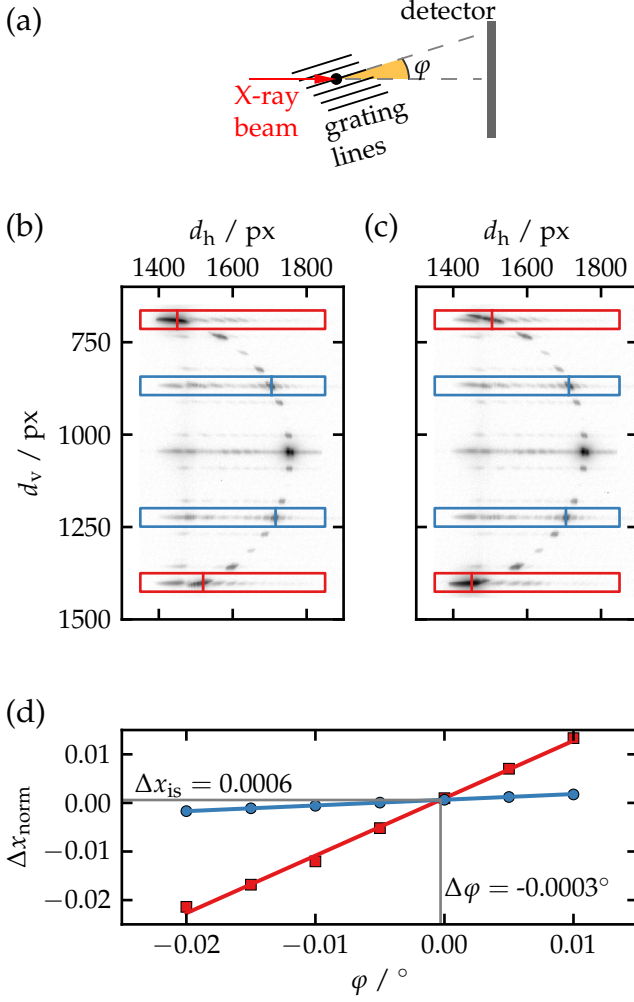 (a)
detector
φ
X-ray
beam
grating
lines
(b)
d_h / px
(c)
d_h / px
1400 1600 1800
1400 1600 1800
750
1000
1250
1500
d_v / px
(d)
0.01
0.00
−0.01
−0.02
Δx_norm
Δx_is = 0.0006
Δφ = -0.0003°
−0.02 −0.01 0.00 0.01
φ / °